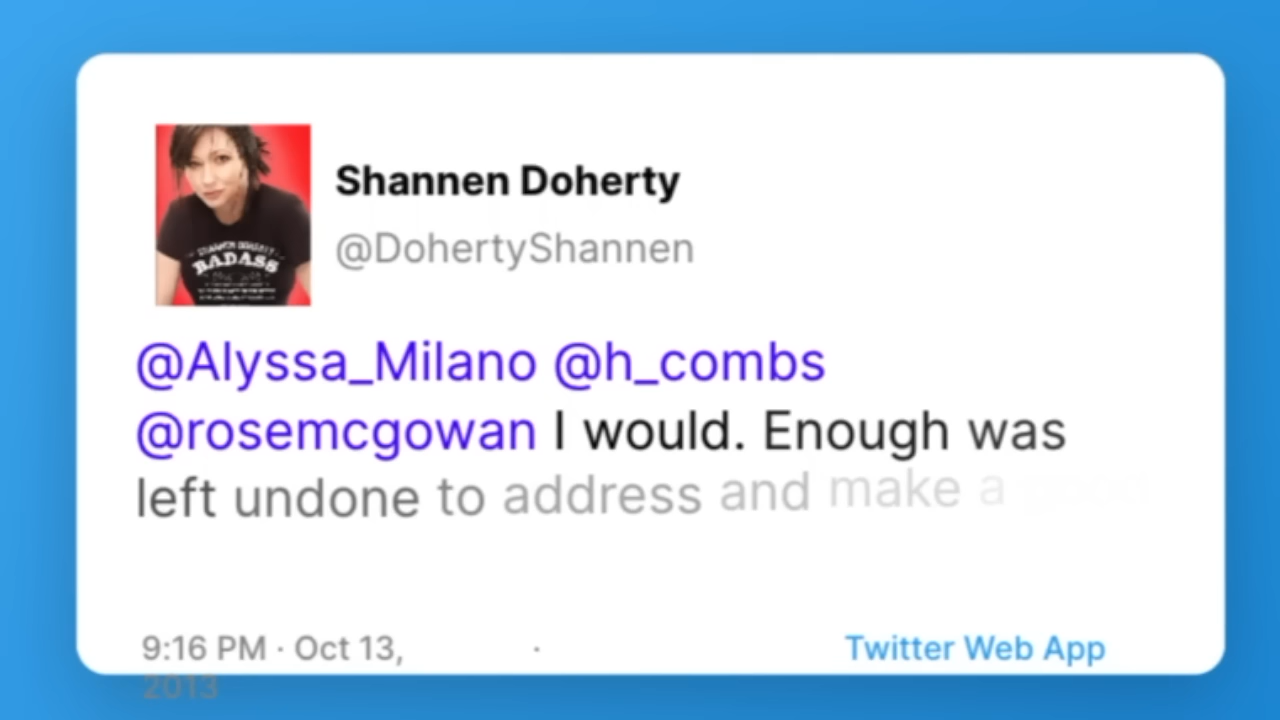 BADASS
Shannen Doherty
@DohertyShannen
@Alyssa_Milano @h_combs
@rosemcgowan I would. Enough was
left undone to address and make a
9:16 PM · Oct 13, · Twitter Web App
2013